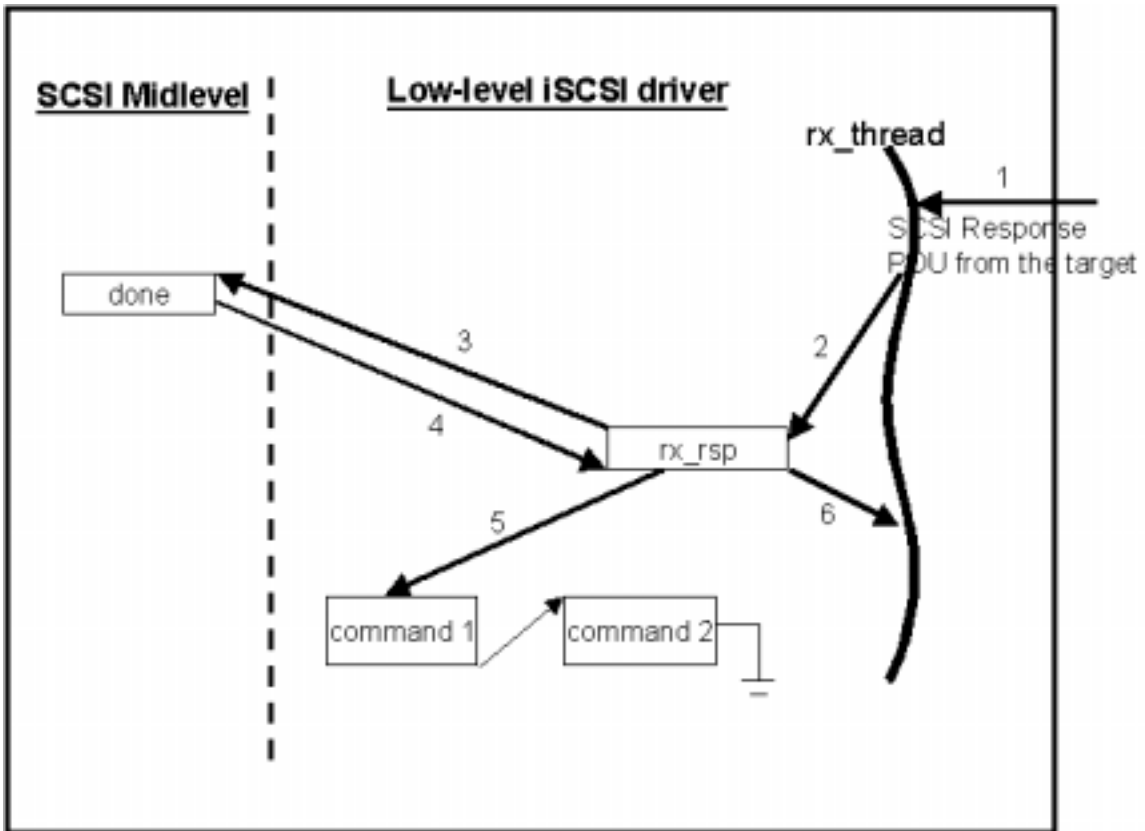 SCSI Midlevel
Low-level iSCSI driver
rx_thread
1
SCSI Response
PDU from the target
done
3
2
4
rx_rsp
5
6
command 1
command 2